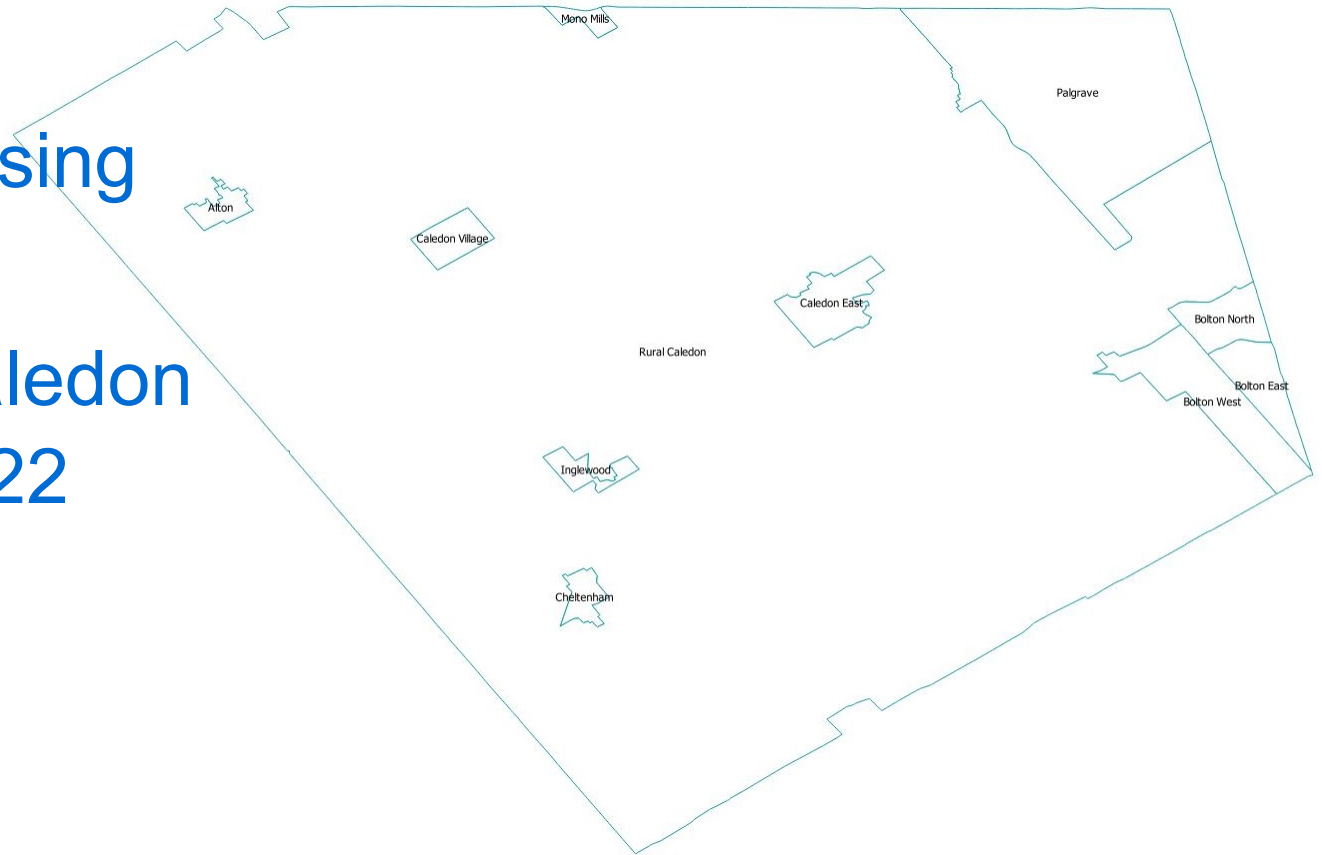 Mono Mills
Palgrave
sing
Alton
Caledon Village
Caledon East
Bolton North
Rural Caledon
ledon
Bolton East
Bolton West
Inglewood
22
Cheltenham